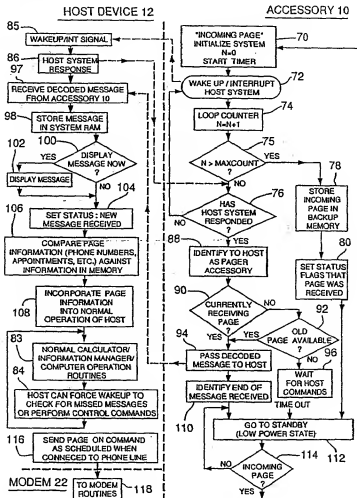 HOST DEVICE 12
ACCESSORY 10
85
WAKEUP/INT SIGNAL
86
HOST SYSTEM
RESPONSE
97
RECEIVE DECODED MESSAGE
FROM ACCESSORY 10
98
STORE MESSAGE
IN SYSTEM RAM
100
102
YES
DISPLAY
MESSAGE NOW
?
DISPLAY MESSAGE
NO
104
106
SET STATUS : NEW
MESSAGE RECEIVED
COMPARE PAGE
INFORMATION (PHONE NUMBERS,
APPOINTMENTS, ETC.) AGAINST
INFORMATION IN MEMORY
INCORPORATE PAGE
INFORMATION
INTO NORMAL
OPERATION OF HOST
108
83
NORMAL CALCULATOR/
INFORMATION MANAGER/
COMPUTER OPERATION
ROUTINES
84
HOST CAN FORCE WAKEUP TO
CHECK FOR MISSED MESSAGES
OR PERFORM CONTROL COMMANDS
116
SEND PAGE ON COMMAND
AS SCHEDULED WHEN
CONNECTED TO PHONE LINE
MODEM 22
TO MODEM
ROUTINES
118
"INCOMING PAGE"
INITIALIZE SYSTEM
N=0
START TIMER
70
WAKE UP / INTERRUPT
HOST SYSTEM
72
74
LOOP COUNTER
N=N+1
75
N > MAXCOUNT
?
YES
NO
78
STORE
INCOMING
PAGE IN
BACKUP
MEMORY
76
HAS
HOST SYSTEM
RESPONDED
?
NO
YES
88
IDENTIFY TO HOST
AS PAGER
ACCESSORY
80
SET STATUS
FLAGS THAT
PAGE WAS
RECEIVED
90
CURRENTLY
RECEIVING
PAGE
?
NO
YES
92
OLD
PAGE AVAILABLE
?
YES
NO
94
PASS DECODED
MESSAGE TO HOST
96
WAIT
FOR HOST
COMMANDS
TIME OUT
IDENTIFY END OF
MESSAGE RECEIVED
110
GO TO STANDBY
(LOW POWER STATE)
112
114
INCOMING
PAGE
?
NO
YES